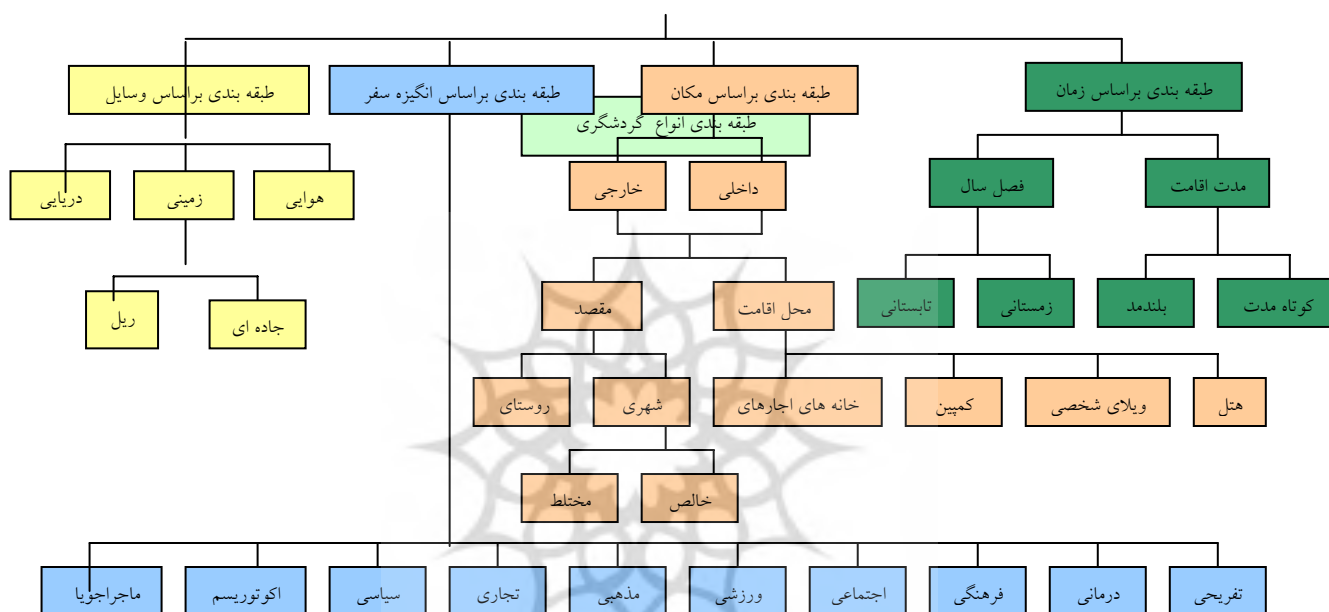 طبقه بندی براساس زمان
طبقه بندی براساس مکان
طبقه بندی براساس انگیزه سفر
طبقه بندی براساس وسایل
طبقه بندی انواع گردشگری
مدت اقامت
فصل سال
داخلی
خارجی
هوایی
زمینی
دریایی
کوتاه مدت
بلندمد
زمستانی
تابستانی
محل اقامت
مقصد
جاده ای
ریل
هتل
ویلای شخصی
کمپین
خانه های اجارهای
شهری
روستای
خالص
مختلط
تفریحی
درمانی
فرهنگی
اجتماعی
ورزشی
مذهبی
تجاری
سیاسی
اکوتوریسم
ماجراجویا